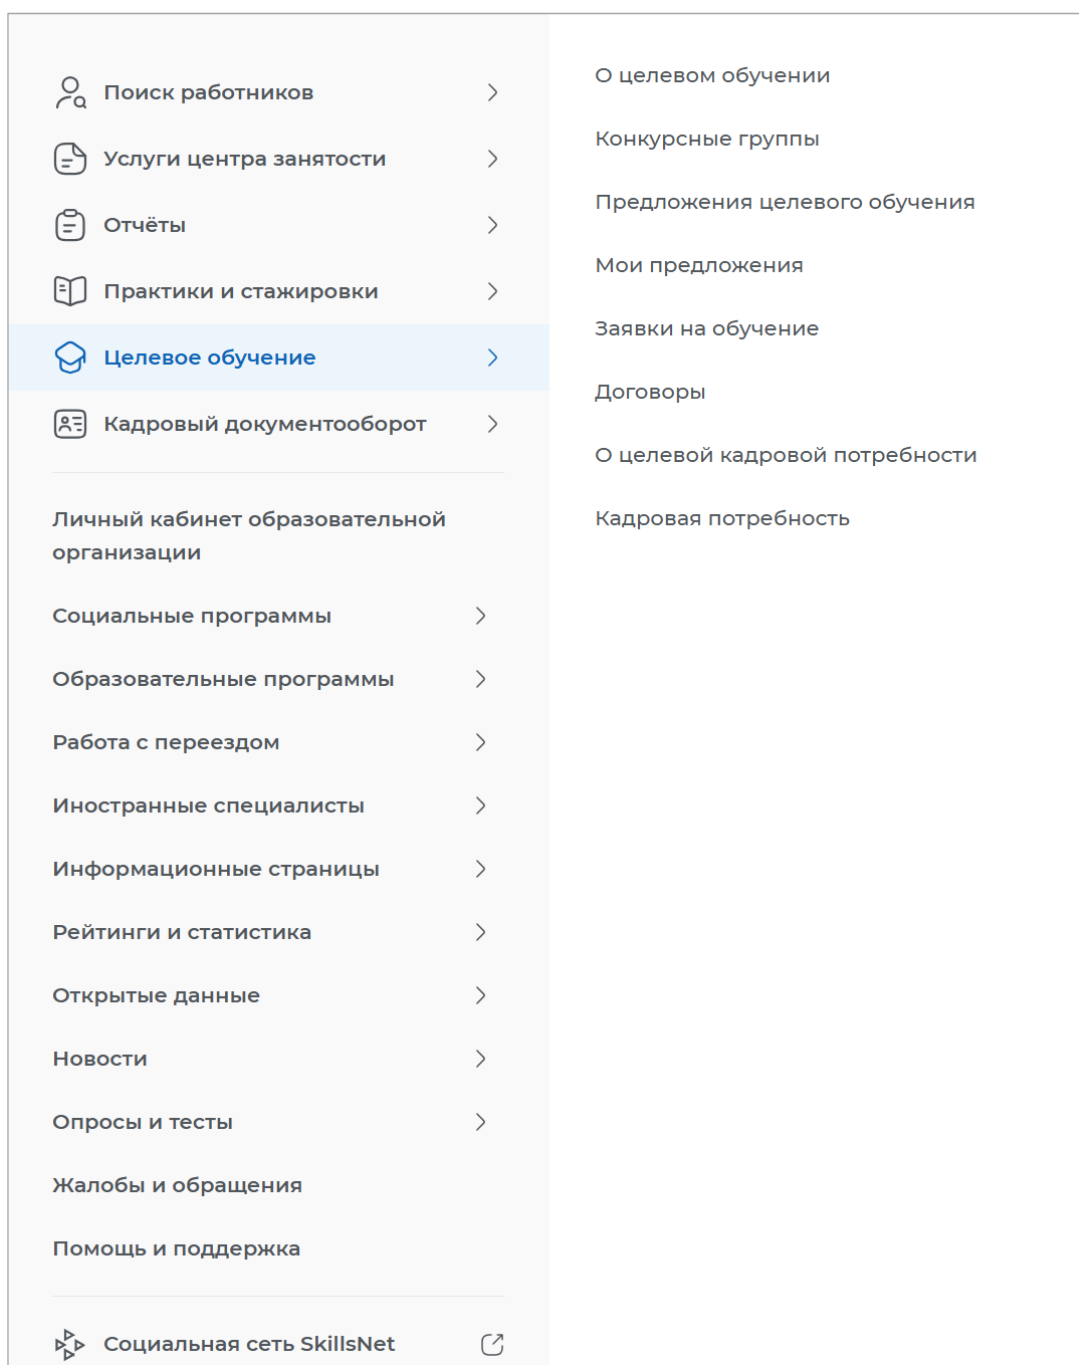 Поиск работников
Услуги центра занятости
Отчёты
Практики и стажировки
Целевое обучение
Кадровый документооборот
Личный кабинет образовательной
организации
Социальные программы
Образовательные программы
Работа с переездом
Иностранные специалисты
Информационные страницы
Рейтинги и статистика
Открытые данные
Новости
Опросы и тесты
Жалобы и обращения
Помощь и поддержка
Социальная сеть SkillsNet
О целевом обучении
Конкурсные группы
Предложения целевого обучения
Мои предложения
Заявки на обучение
Договоры
О целевой кадровой потребности
Кадровая потребность